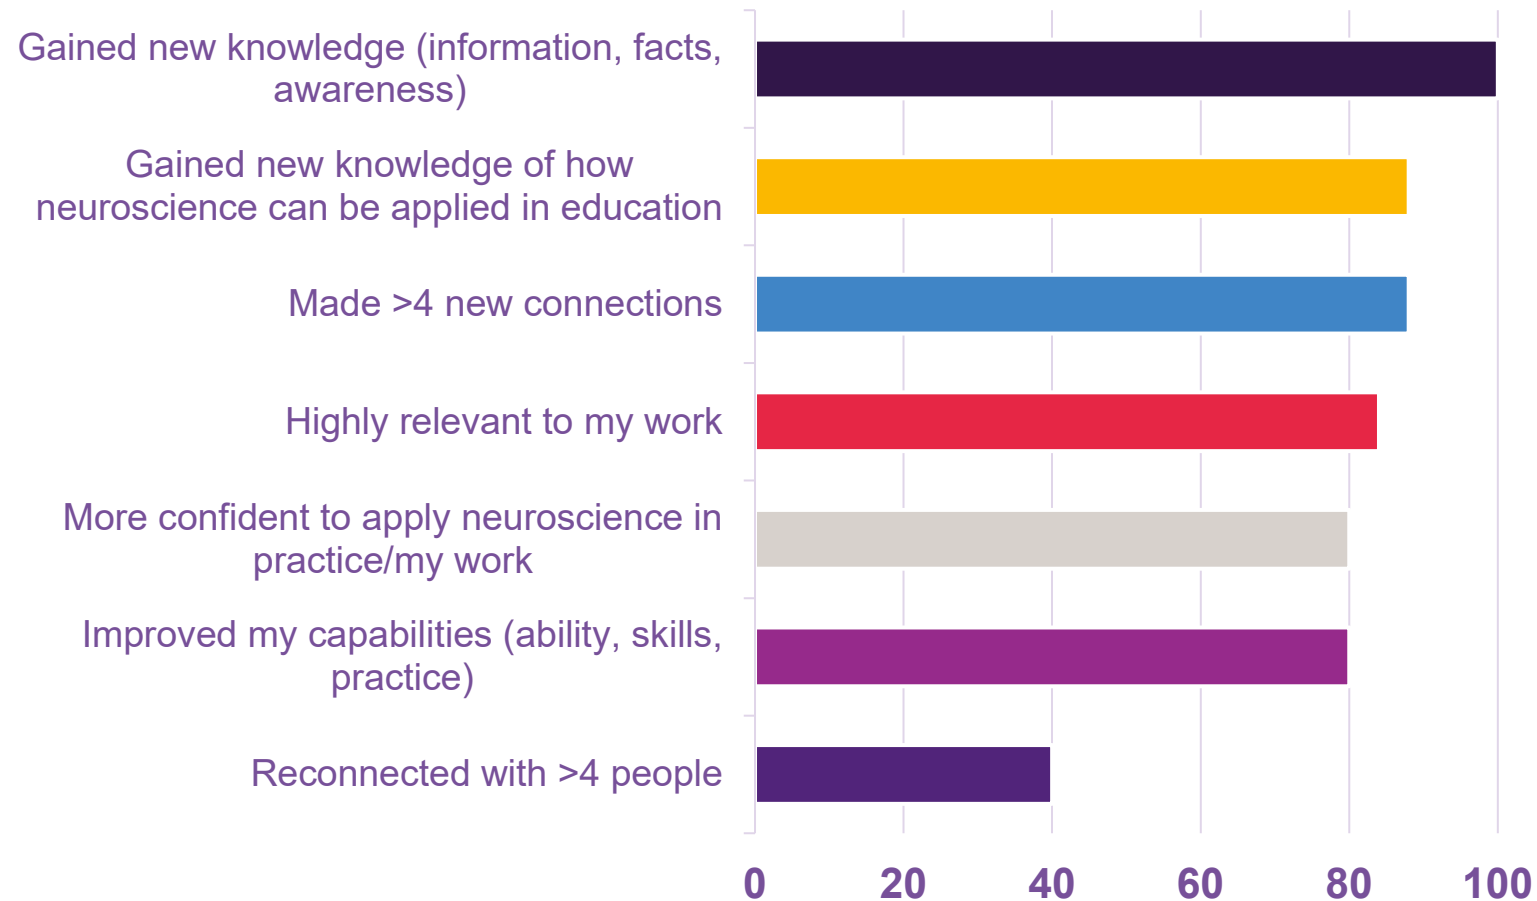 Gained new knowledge (information, facts,
awareness)
Gained new knowledge of how
neuroscience can be applied in education
Made >4 new connections
Highly relevant to my work
More confident to apply neuroscience in
practice/my work
Improved my capabilities (ability, skills,
practice)
Reconnected with >4 people
0 20 40 60 80 100